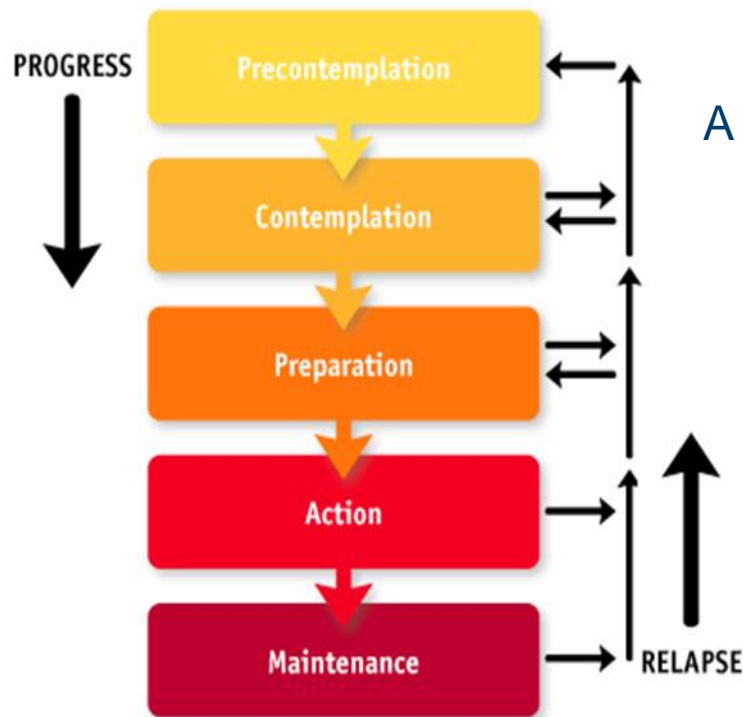 PROGRESS
Precontemplation
A
Contemplation
Preparation
Action
Maintenance
RELAPSE